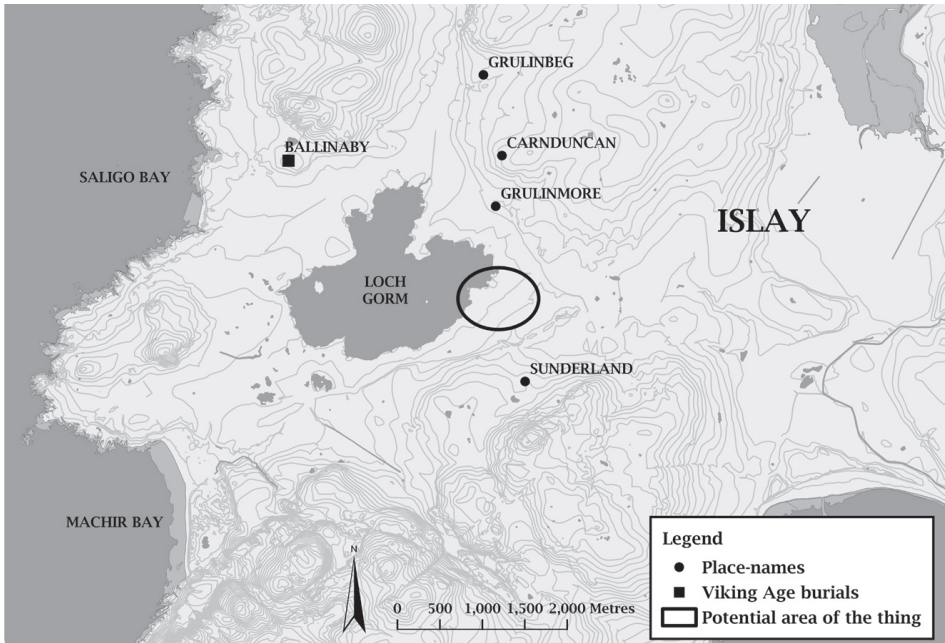 GRULINBEG
BALLINABY
CARNDUNCAN
SALIGO BAY
GRULINMORE
ISLAY
LOCH
GORM
SUNDERLAND
MACHIR BAY
N
0 500 1,000 1,500 2,000 Metres
Legend
Place-names
Viking Age burials
Potential area of the thing